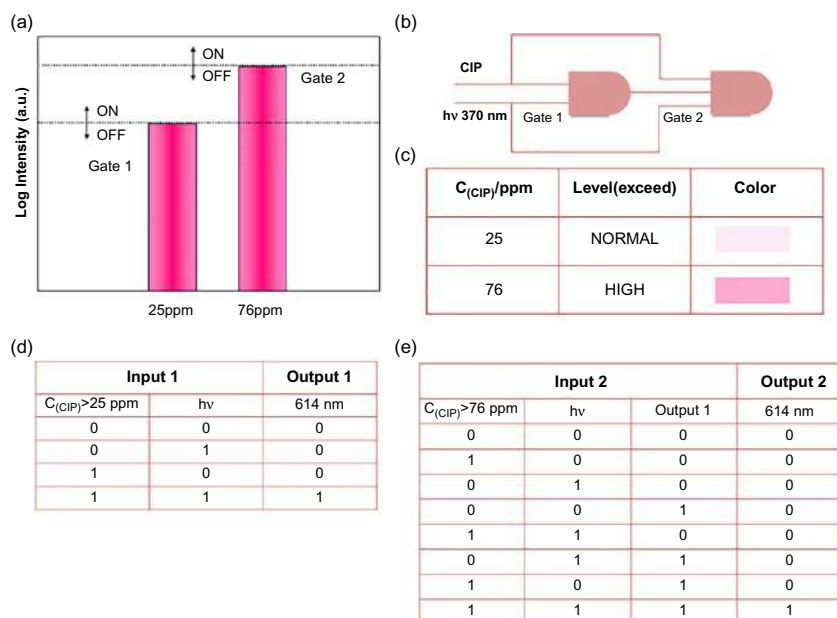 (a)
Log Intensity (a.u.)
ON
OFF
Gate 2
ON
OFF
Gate 1
25ppm 76ppm
(b)
CIP
hν 370 nm
Gate 1
Gate 2
(c)
C(CIP)/ppm Level(exceed) Color
25 NORMAL
76 HIGH
(d)
Input 1 Output 1
C(CIP)>25 ppm hν 614 nm
0 0 0
0 1 0
1 0 0
1 1 1
(e)
Input 2 Output 2
C(CIP)>76 ppm hν Output 1 614 nm
0 0 0 0
1 0 0 0
0 1 0 0
0 0 1 0
1 1 0 0
0 1 1 0
1 0 1 0
1 1 1 1